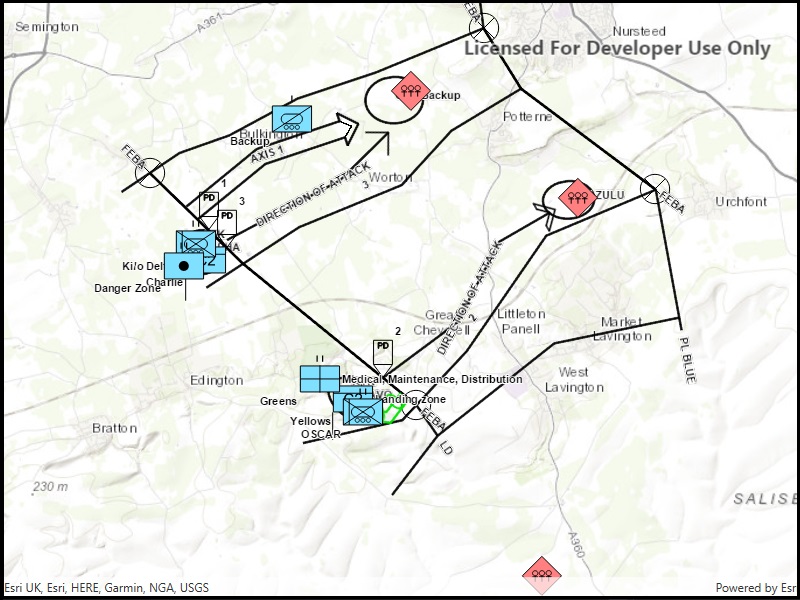 Semington
A361
FEBA
Nursteed
Licensed For Developer Use Only
Backup
Bulkington
Backup
AXIS 1
Potterne
FEBA
Worton
DIRECTION OF ATTACK
3
1
3
PD
PD
ZULU
FEBA
Urchfont
Kilo
Charlie
Danger Zone
DIRECTION OF ATTACK
2
Great
Cheverell
Littleton
Panell
Market
Lavington
PL BLUE
2
PD
Edington
Medical, Maintenance, Distribution
West
Lavington
Greens
Landing zone
Yellows
OSCAR
FEBA
LD
Bratton
230 m
SALISB
A360
Esri UK, Esri, HERE, Garmin, NGA, USGS
Powered by Esr